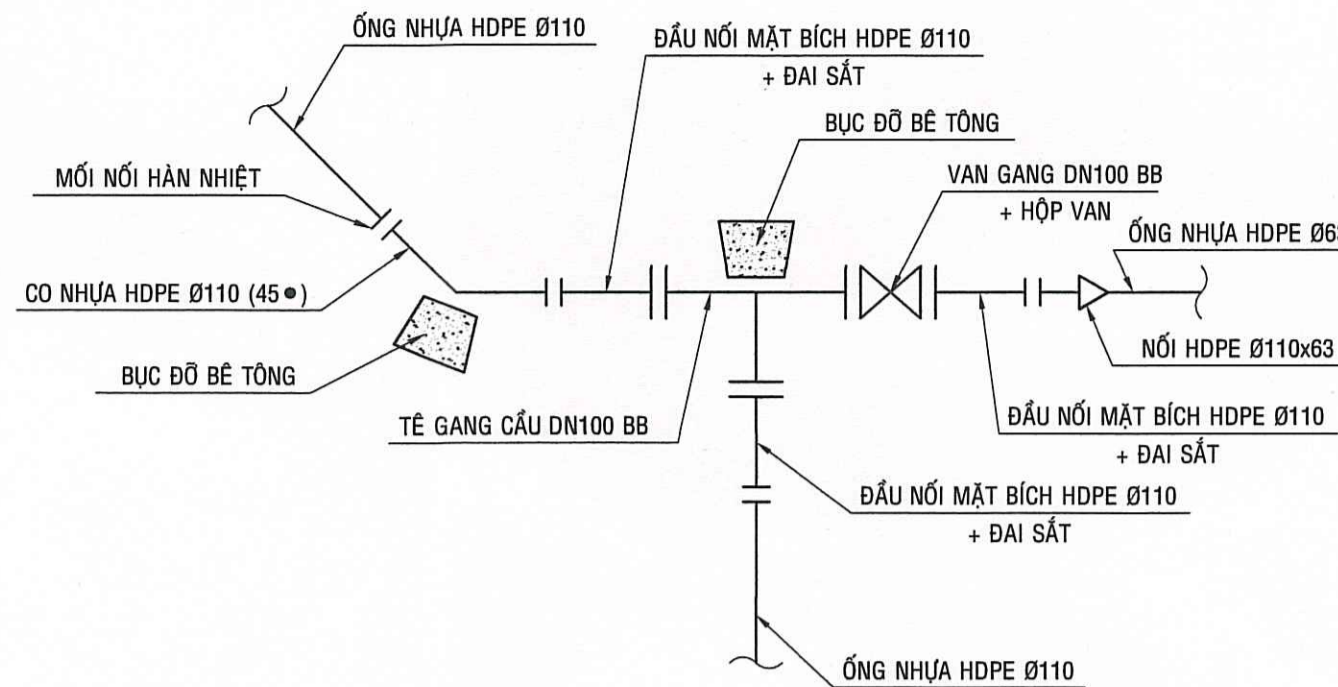 ỐNG NHỰA HDPE Ø110
ĐẦU NỐI MẶT BÍCH HDPE Ø110
+ ĐAI SẮT
BỤC ĐỠ BÊ TÔNG
MỐI NỐI HÀN NHIỆT
VAN GANG DN100 BB
+ HỘP VAN
ỐNG NHỰA HDPE
CO NHỰA HDPE Ø110 (45●)
NỐI HDPE Ø110x63
BỤC ĐỠ BÊ TÔNG
TÊ GANG CẦU DN100 BB
ĐẦU NỐI MẶT BÍCH HDPE Ø110
+ ĐAI SẮT
ĐẦU NỐI MẶT BÍCH HDPE Ø110
+ ĐAI SẮT
ỐNG NHỰA HDPE Ø110